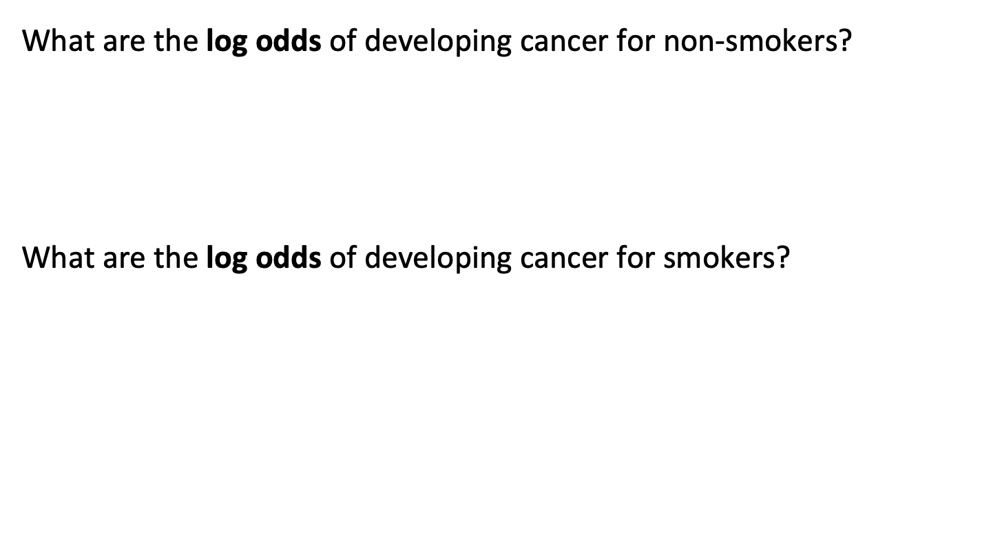 What are the log odds of developing cancer for non-smokers?
What are the log odds of developing cancer for smokers?